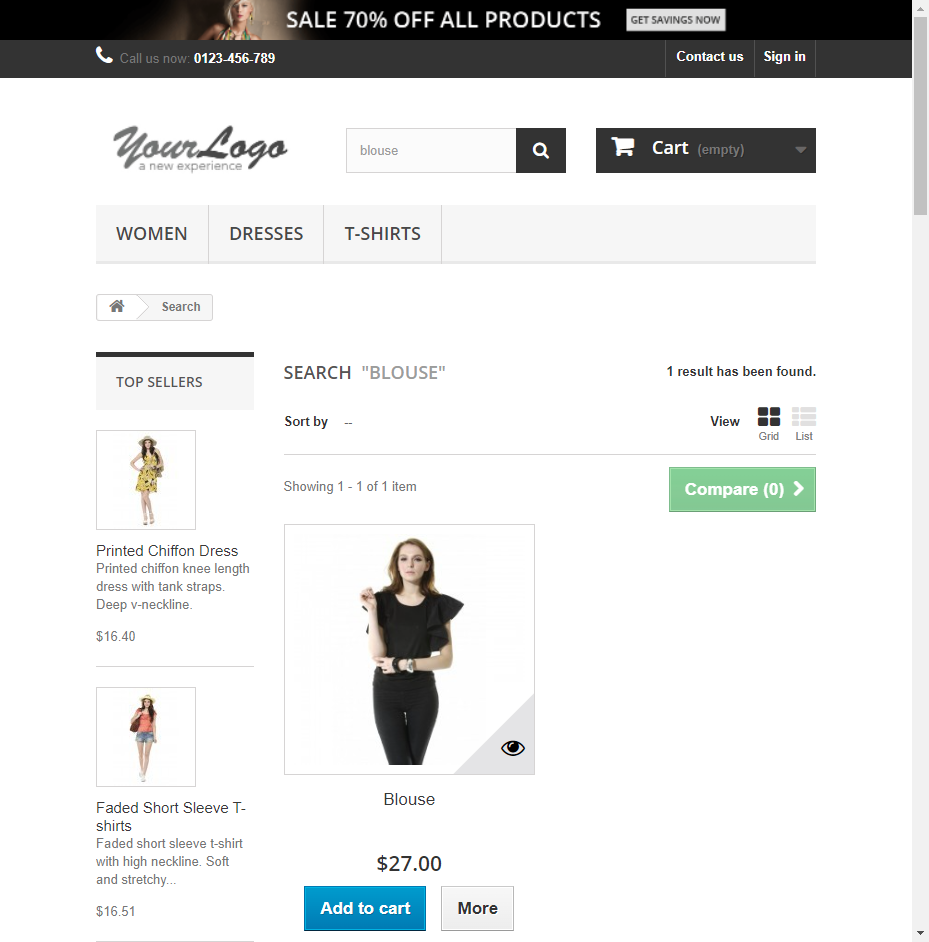 SALE 70% OFF ALL PRODUCTS GET SAVINGS NOW
Call us now: 0123-456-789 Contact us Sign in
YourLogo
a new experience
blouse
Cart (empty)
WOMEN DRESSES T-SHIRTS
Search
TOP SELLERS
Printed Chiffon Dress
Printed chiffon knee length
dress with tank straps.
Deep v-neckline.
$16.40
Faded Short Sleeve T-
shirts
Faded short sleeve t-shirt
with high neckline. Soft
and stretchy...
$16.51
SEARCH "BLOUSE" 1 result has been found.
Sort by -- View Grid List
Showing 1 - 1 of 1 item Compare (0)
Blouse
$27.00
Add to cart More